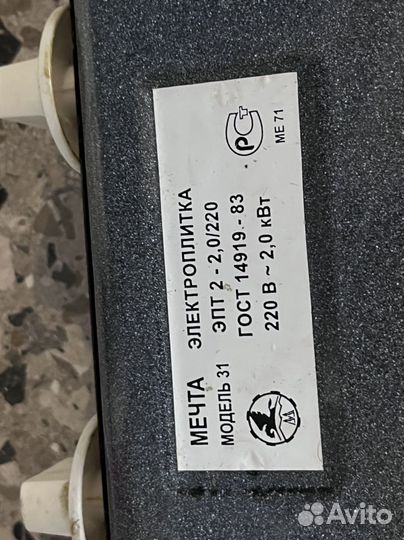 МЕЧТА ЭЛЕКТРОПЛИТКА
МОДЕЛЬ 31 ЭПТ 2 - 2,0/220
ГОСТ 14919 - 83
220 В ~ 2,0 кВт
РСТ
МЕ 71
М
Avito